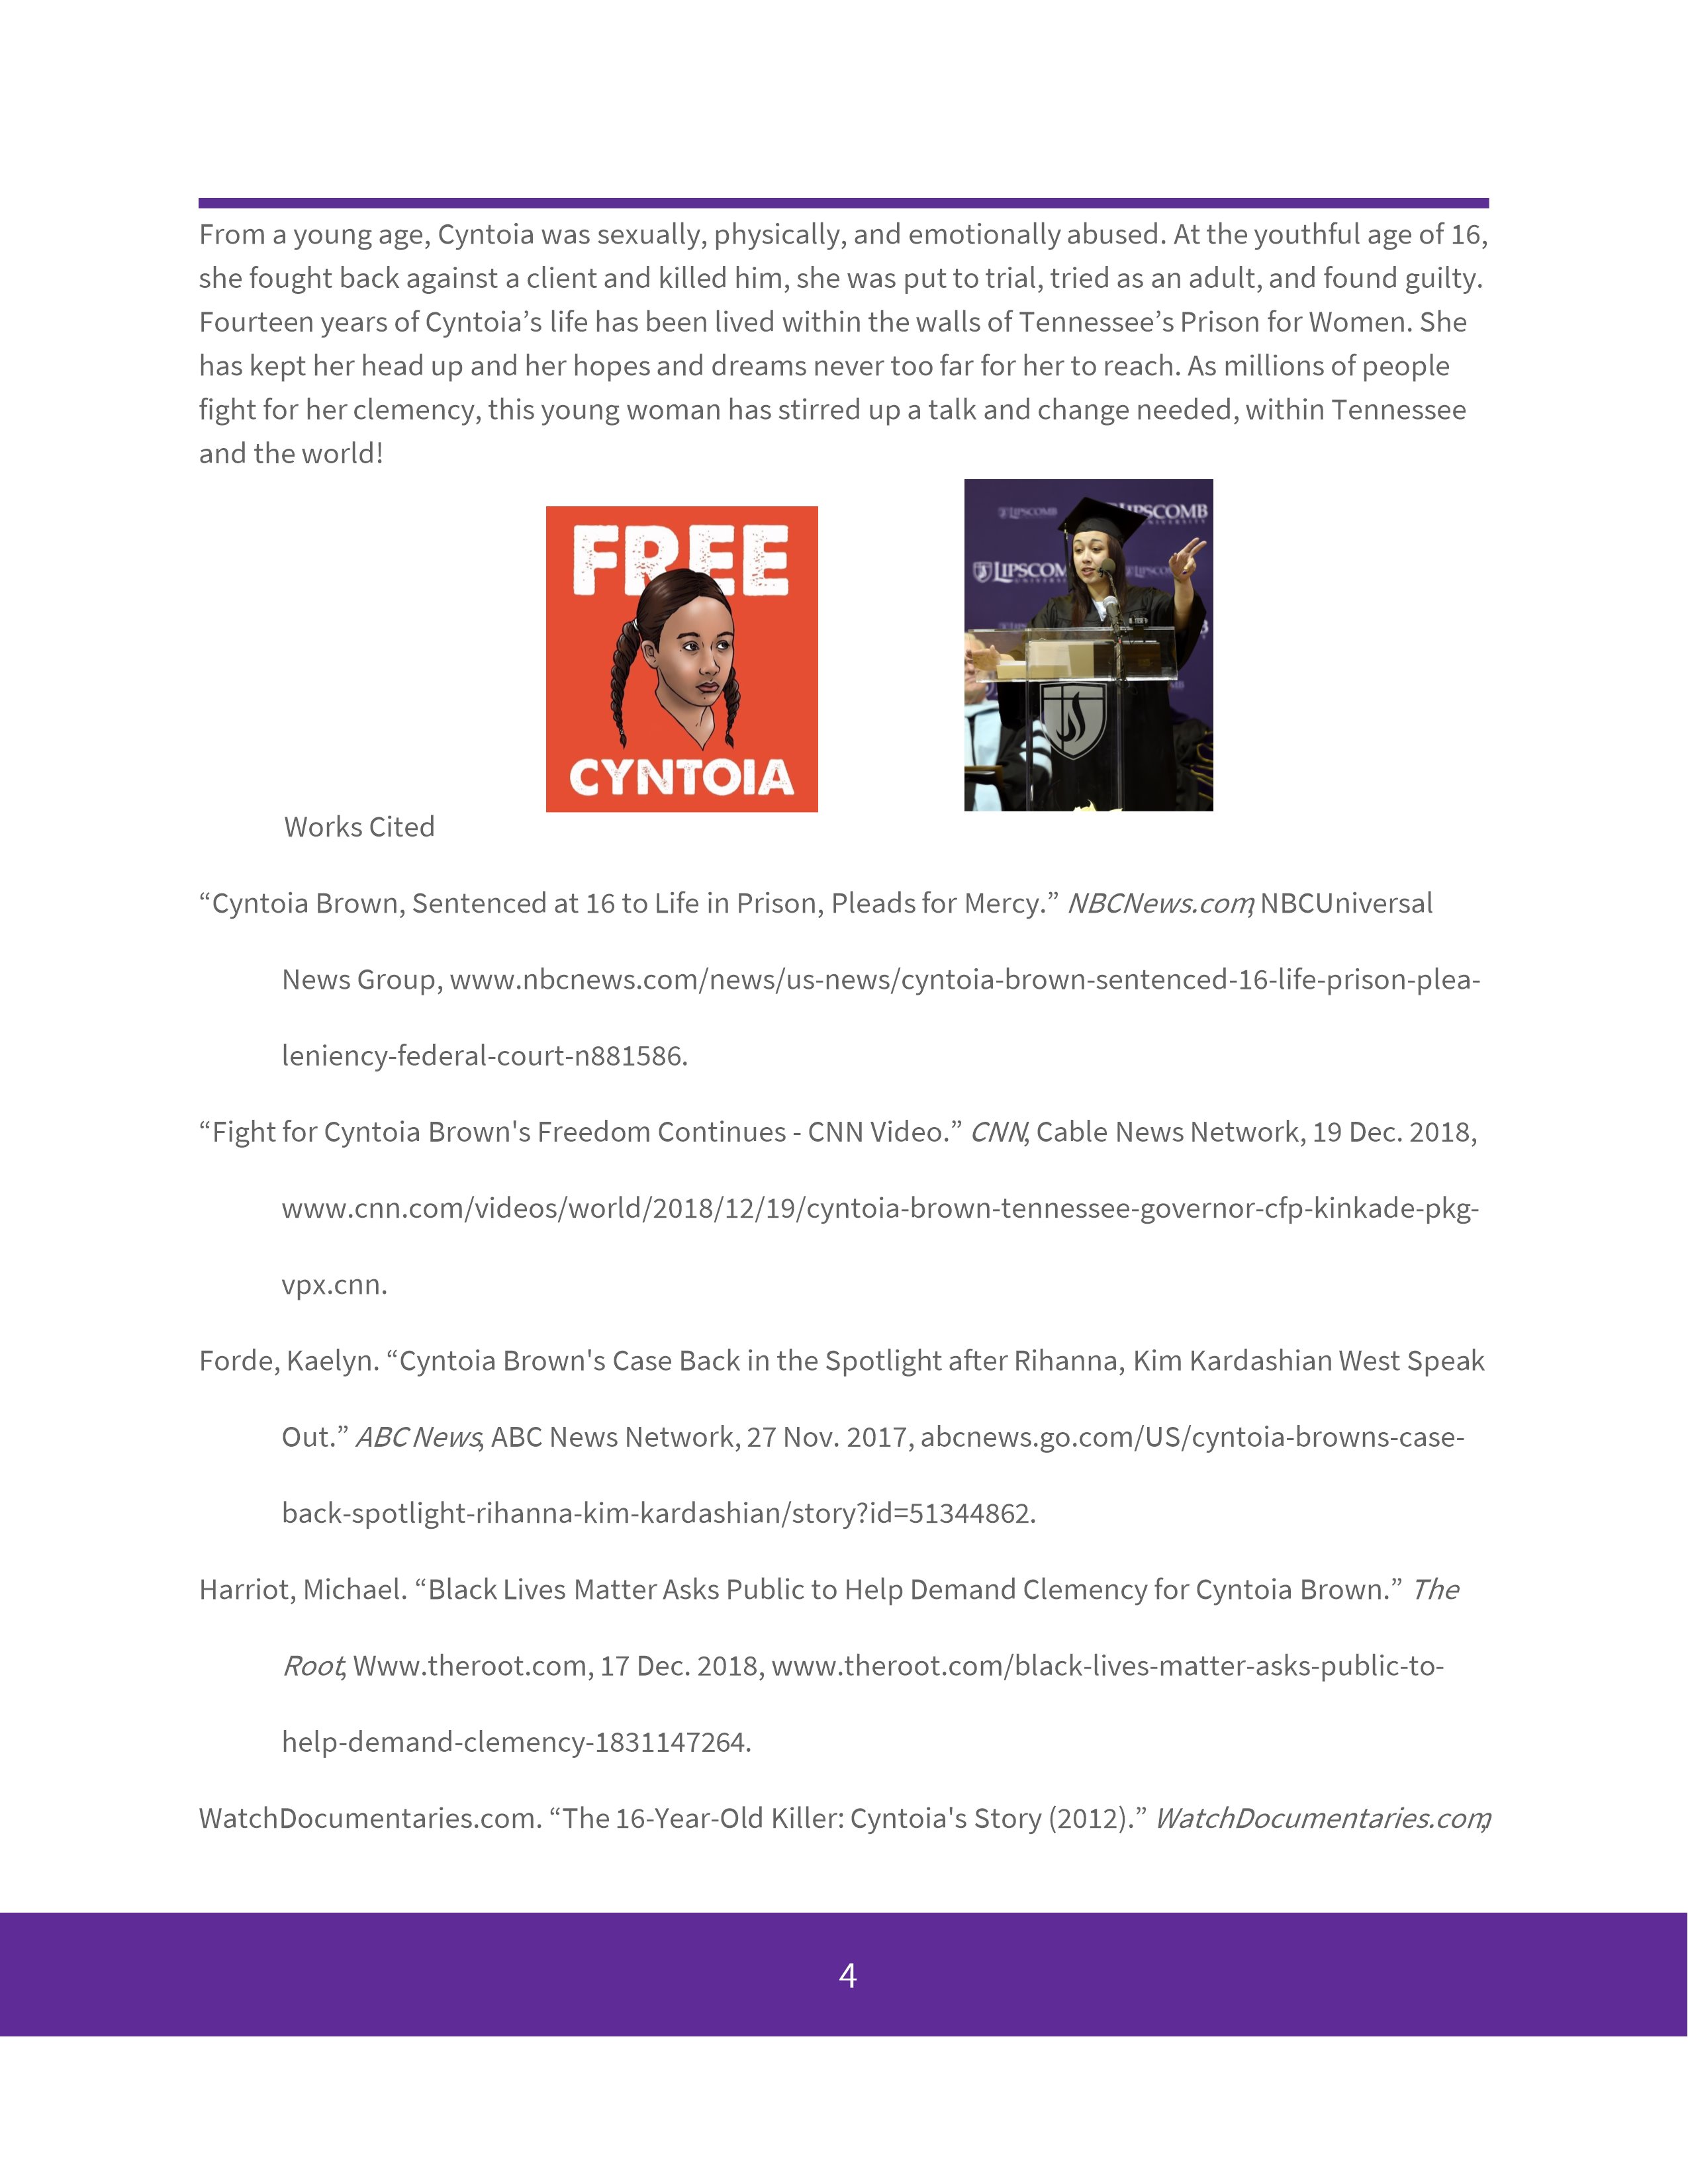 From a young age, Cyntoia was sexually, physically, and emotionally abused. At the youthful age of 16,
she fought back against a client and killed him, she was put to trial, tried as an adult, and found guilty.
Fourteen years of Cyntoia’s life has been lived within the walls of Tennessee’s Prison for Women. She
has kept her head up and her hopes and dreams never too far for her to reach. As millions of people
fight for her clemency, this young woman has stirred up a talk and change needed, within Tennessee
and the world!
FREE
CYNTOIA
LIPSCOMB
LIPSCOMB
UNIVERSITY
LIPSCOM
LIPSCO
Works Cited
“Cyntoia Brown, Sentenced at 16 to Life in Prison, Pleads for Mercy.” NBCNews.com, NBCUniversal
News Group, www.nbcnews.com/news/us-news/cyntoia-brown-sentenced-16-life-prison-plea-
leniency-federal-court-n881586.
“Fight for Cyntoia Brown's Freedom Continues - CNN Video.” CNN, Cable News Network, 19 Dec. 2018,
www.cnn.com/videos/world/2018/12/19/cyntoia-brown-tennessee-governor-cfp-kinkade-pkg-
vpx.cnn.
Forde, Kaelyn. “Cyntoia Brown's Case Back in the Spotlight after Rihanna, Kim Kardashian West Speak
Out.” ABC News, ABC News Network, 27 Nov. 2017, abcnews.go.com/US/cyntoia-browns-case-
back-spotlight-rihanna-kim-kardashian/story?id=51344862.
Harriot, Michael. “Black Lives Matter Asks Public to Help Demand Clemency for Cyntoia Brown.” The
Root, Www.theroot.com, 17 Dec. 2018, www.theroot.com/black-lives-matter-asks-public-to-
help-demand-clemency-1831147264.
WatchDocumentaries.com. “The 16-Year-Old Killer: Cyntoia's Story (2012).” WatchDocumentaries.com,
4